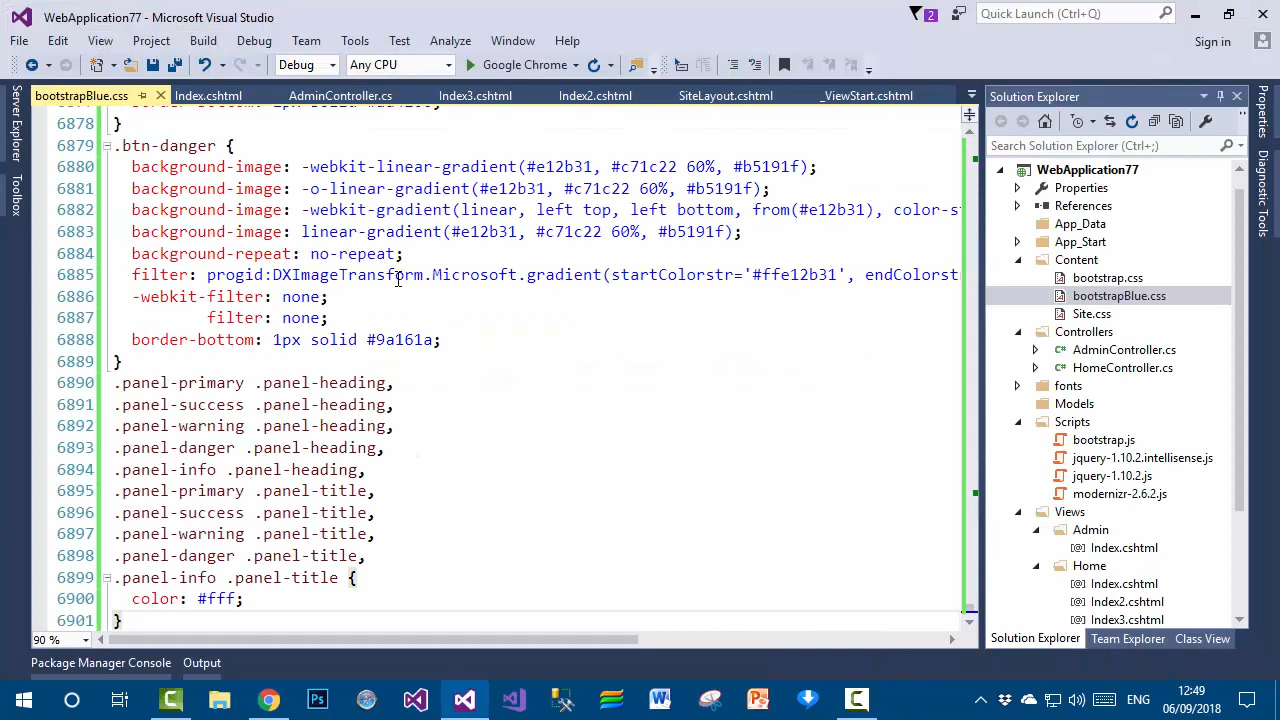 WebApplication77 - Microsoft Visual Studio
2
Quick Launch (Ctrl+Q)
File Edit View Project Build Debug Team Tools Test Analyze Window Help
Sign in
Debug Any CPU Google Chrome
bootstrapBlue.css Index.cshtml AdminController.cs Index3.cshtml Index2.cshtml SiteLayout.cshtml _ViewStart.cshtml
Server Explorer
Toolbox
6878 }
6879 .btn-danger {
6880 background-image: -webkit-linear-gradient(#e12b31, #c71c22 60%, #b5191f);
6881 background-image: -o-linear-gradient(#e12b31, #c71c22 60%, #b5191f);
6882 background-image: -webkit-gradient(linear, left top, left bottom, from(#e12b31), color-st
6883 background-image: linear-gradient(#e12b31, #c71c22 60%, #b5191f);
6884 background-repeat: no-repeat;
6885 filter: progid:DXImageTransform.Microsoft.gradient(startColorstr='#ffe12b31', endColorstr
6886 -webkit-filter: none;
6887 filter: none;
6888 border-bottom: 1px solid #9a161a;
6889 }
6890 .panel-primary .panel-heading,
6891 .panel-success .panel-heading,
6892 .panel-warning .panel-heading,
6893 .panel-danger .panel-heading,
6894 .panel-info .panel-heading,
6895 .panel-primary .panel-title,
6896 .panel-success .panel-title,
6897 .panel-warning .panel-title,
6898 .panel-danger .panel-title,
6899 .panel-info .panel-title {
6900 color: #fff;
6901 }
90 %
Package Manager Console Output
Solution Explorer
Search Solution Explorer (Ctrl+;)
WebApplication77
Properties
References
App_Data
App_Start
Content
bootstrap.css
bootstrapBlue.css
Site.css
Controllers
AdminController.cs
HomeController.cs
fonts
Models
Scripts
bootstrap.js
jquery-1.10.2.intellisense.js
jquery-1.10.2.js
modernizr-2.6.2.js
Views
Admin
Index.cshtml
Home
Index.cshtml
Index2.cshtml
Index3.cshtml
Solution Explorer Team Explorer Class View
Properties
Diagnostic Tools
ENG
12:49
06/09/2018